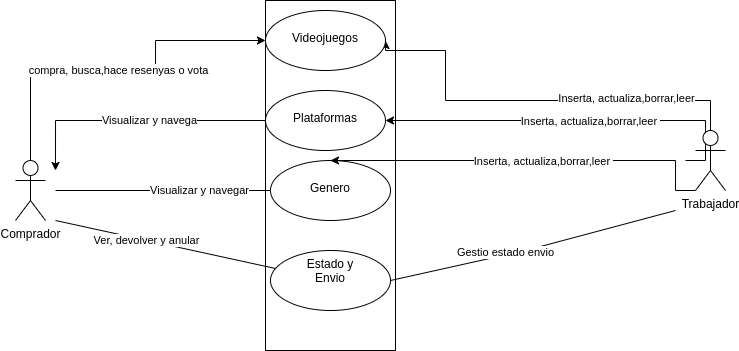 Videojuegos
compra, busca,hace resenyas o vota
Inserta, actualiza,borrar,leer
Visualizar y navega
Plataformas
Inserta, actualiza,borrar,leer
Visualizar y navegar
Genero
Inserta, actualiza,borrar,leer
Trabajador
Comprador
Ver, devolver y anular
Estado y
Envio
Gestio estado envio